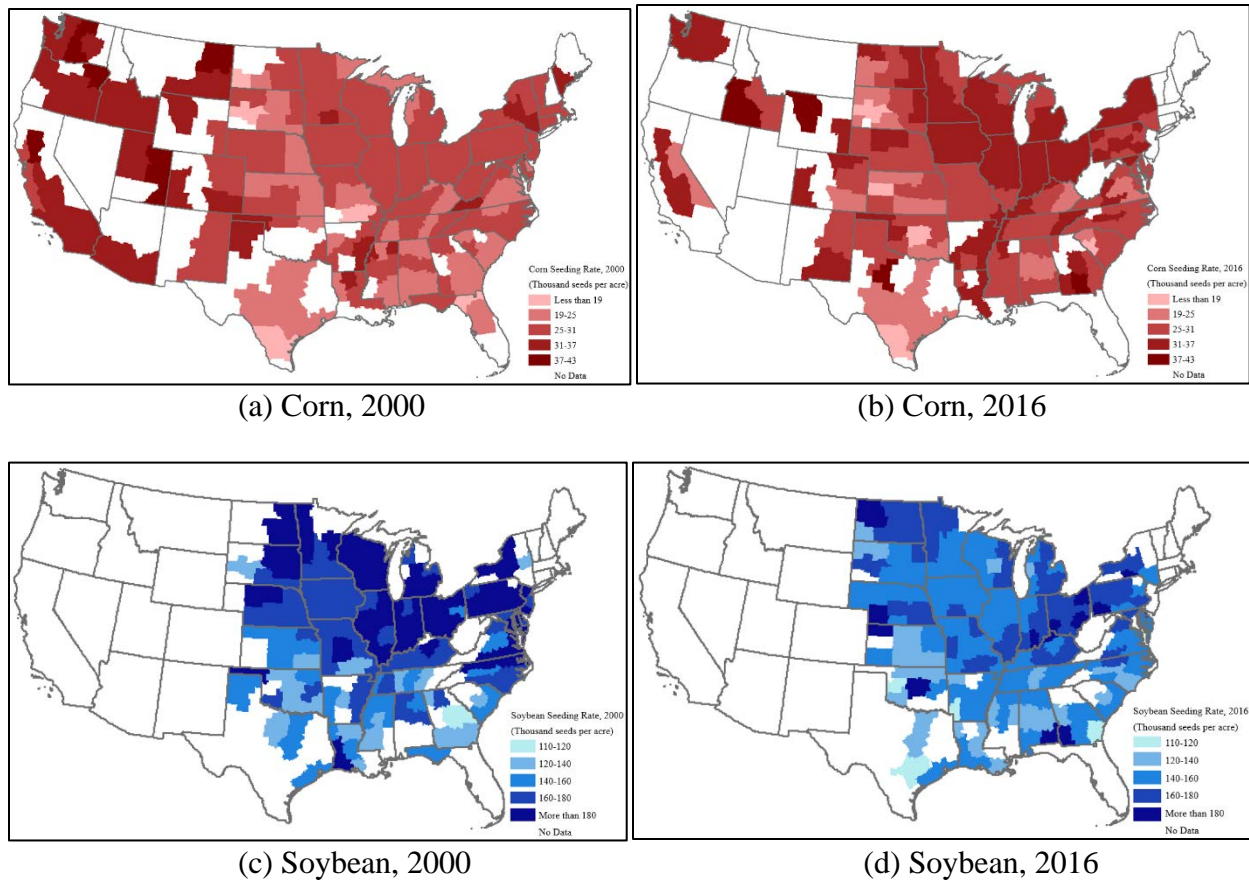 Corn Seeding Rate, 2000
(Thousand seeds per acre)
Less than 19
19-25
25-31
31-37
37-43
No Data
(a) Corn, 2000
Corn Seeding Rate, 2016
(Thousand seeds per acre)
Less than 19
19-25
25-31
31-37
37-43
No Data
(b) Corn, 2016
Soybean Seeding Rate, 2000
(Thousand seeds per acre)
110-120
120-140
140-160
160-180
More than 180
No Data
(c) Soybean, 2000
Soybean Seeding Rate, 2016
(Thousand seeds per acre)
110-120
120-140
140-160
160-180
More than 180
No Data
(d) Soybean, 2016